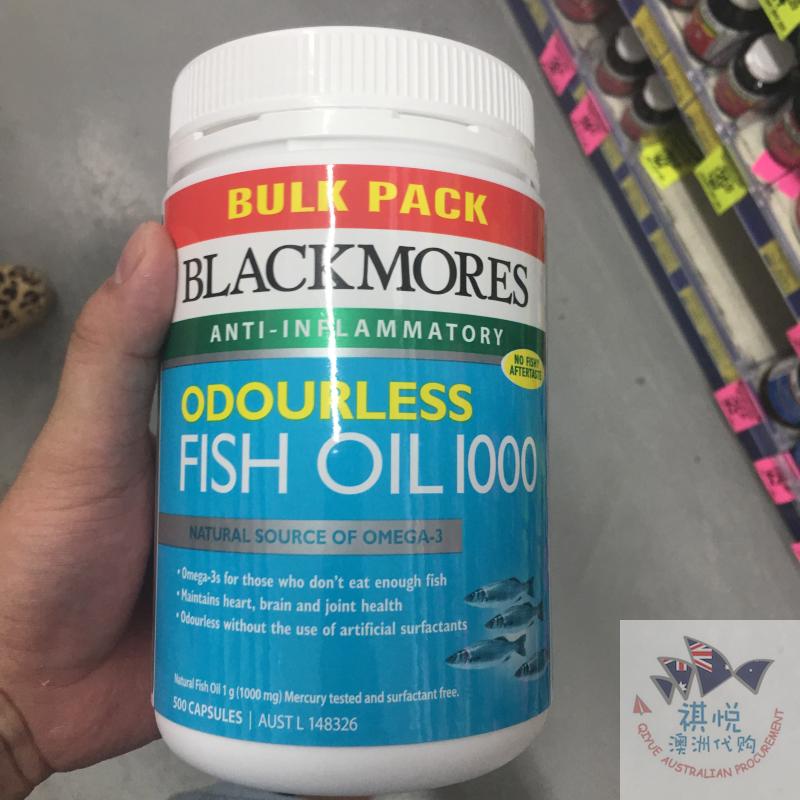 BULK PACK
BLACKMORES
ANTI-INFLAMMATORY
NO FISHY
AFTERTASTE
ODOURLESS
FISH OIL 1000
NATURAL SOURCE OF OMEGA-3
• Omega-3s for those who don't eat enough fish
• Maintains heart, brain and joint health
• Odourless without the use of artificial surfactants
Natural Fish Oil 1 g (1000 mg) Mercury tested and surfactant free.
500 CAPSULES | AUST L 148326
祺悦
澳洲代购
QIYUE AUSTRALIAN PROCUREMENT